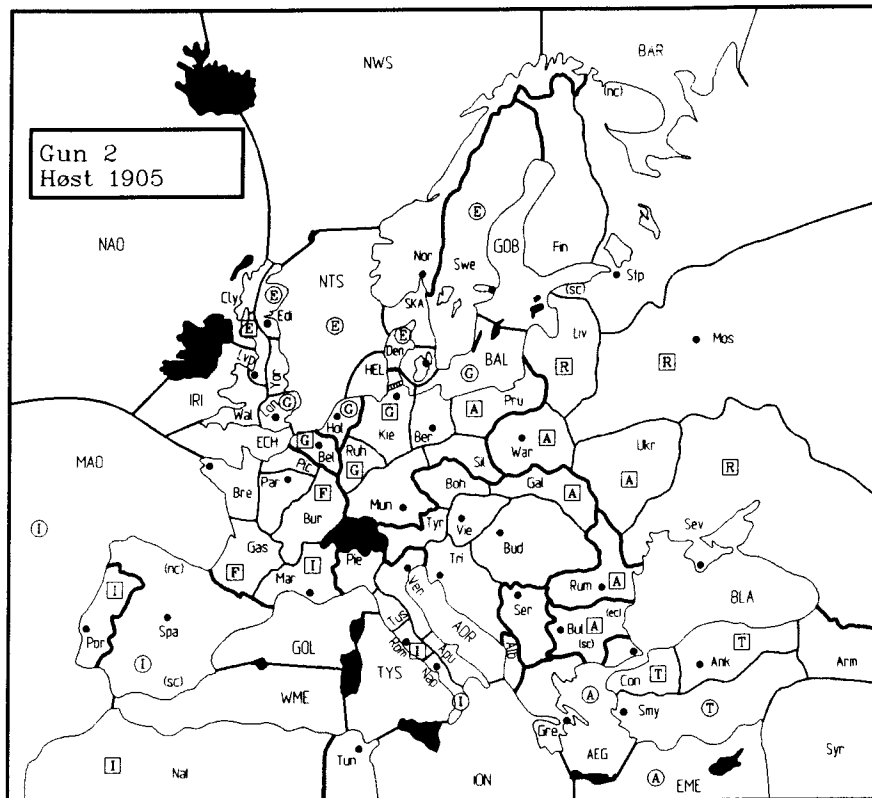 NWS
BAR
(nc)
Gun 2
Høst 1905
NAO
E
GOB
Fin
Nor
Swe
Stp
NTS
(sc)
Cly
E
Edi
SKA
E
E
E
Den
Liv
Mos
BAL
R
R
Lvp
HEL
G
IRI
Yor
Pru
Wal
Lon
G
Hol
G
G
A
Kie
Ber
War
A
Ukr
ECH
G
Bel
Ruh
G
Sil
MAO
Pic
Par
F
Boh
Gal
A
A
R
Bre
Bur
Mun
Sev
I
Tyr
Vie
Bud
Gas
Pie
Tri
(nc)
F
Mar
I
Ven
Rum
A
I
Ser
BLA
Tus
(ec)
Por
Spa
ADR
Bul
A
GOL
Rom
I
Apu
Alb
(sc)
T
I
TYS
Nap
Con
T
Ank
Arm
(sc)
WME
I
A
Smy
T
Gre
I
Naf
Tun
ION
AEG
A
EME
Syr